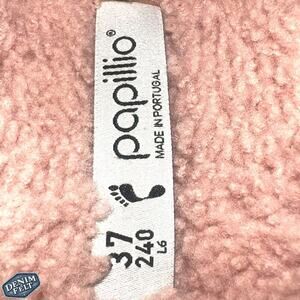 papillio®
MADE IN PORTUGAL
37
240
L6
DENIM
FELT